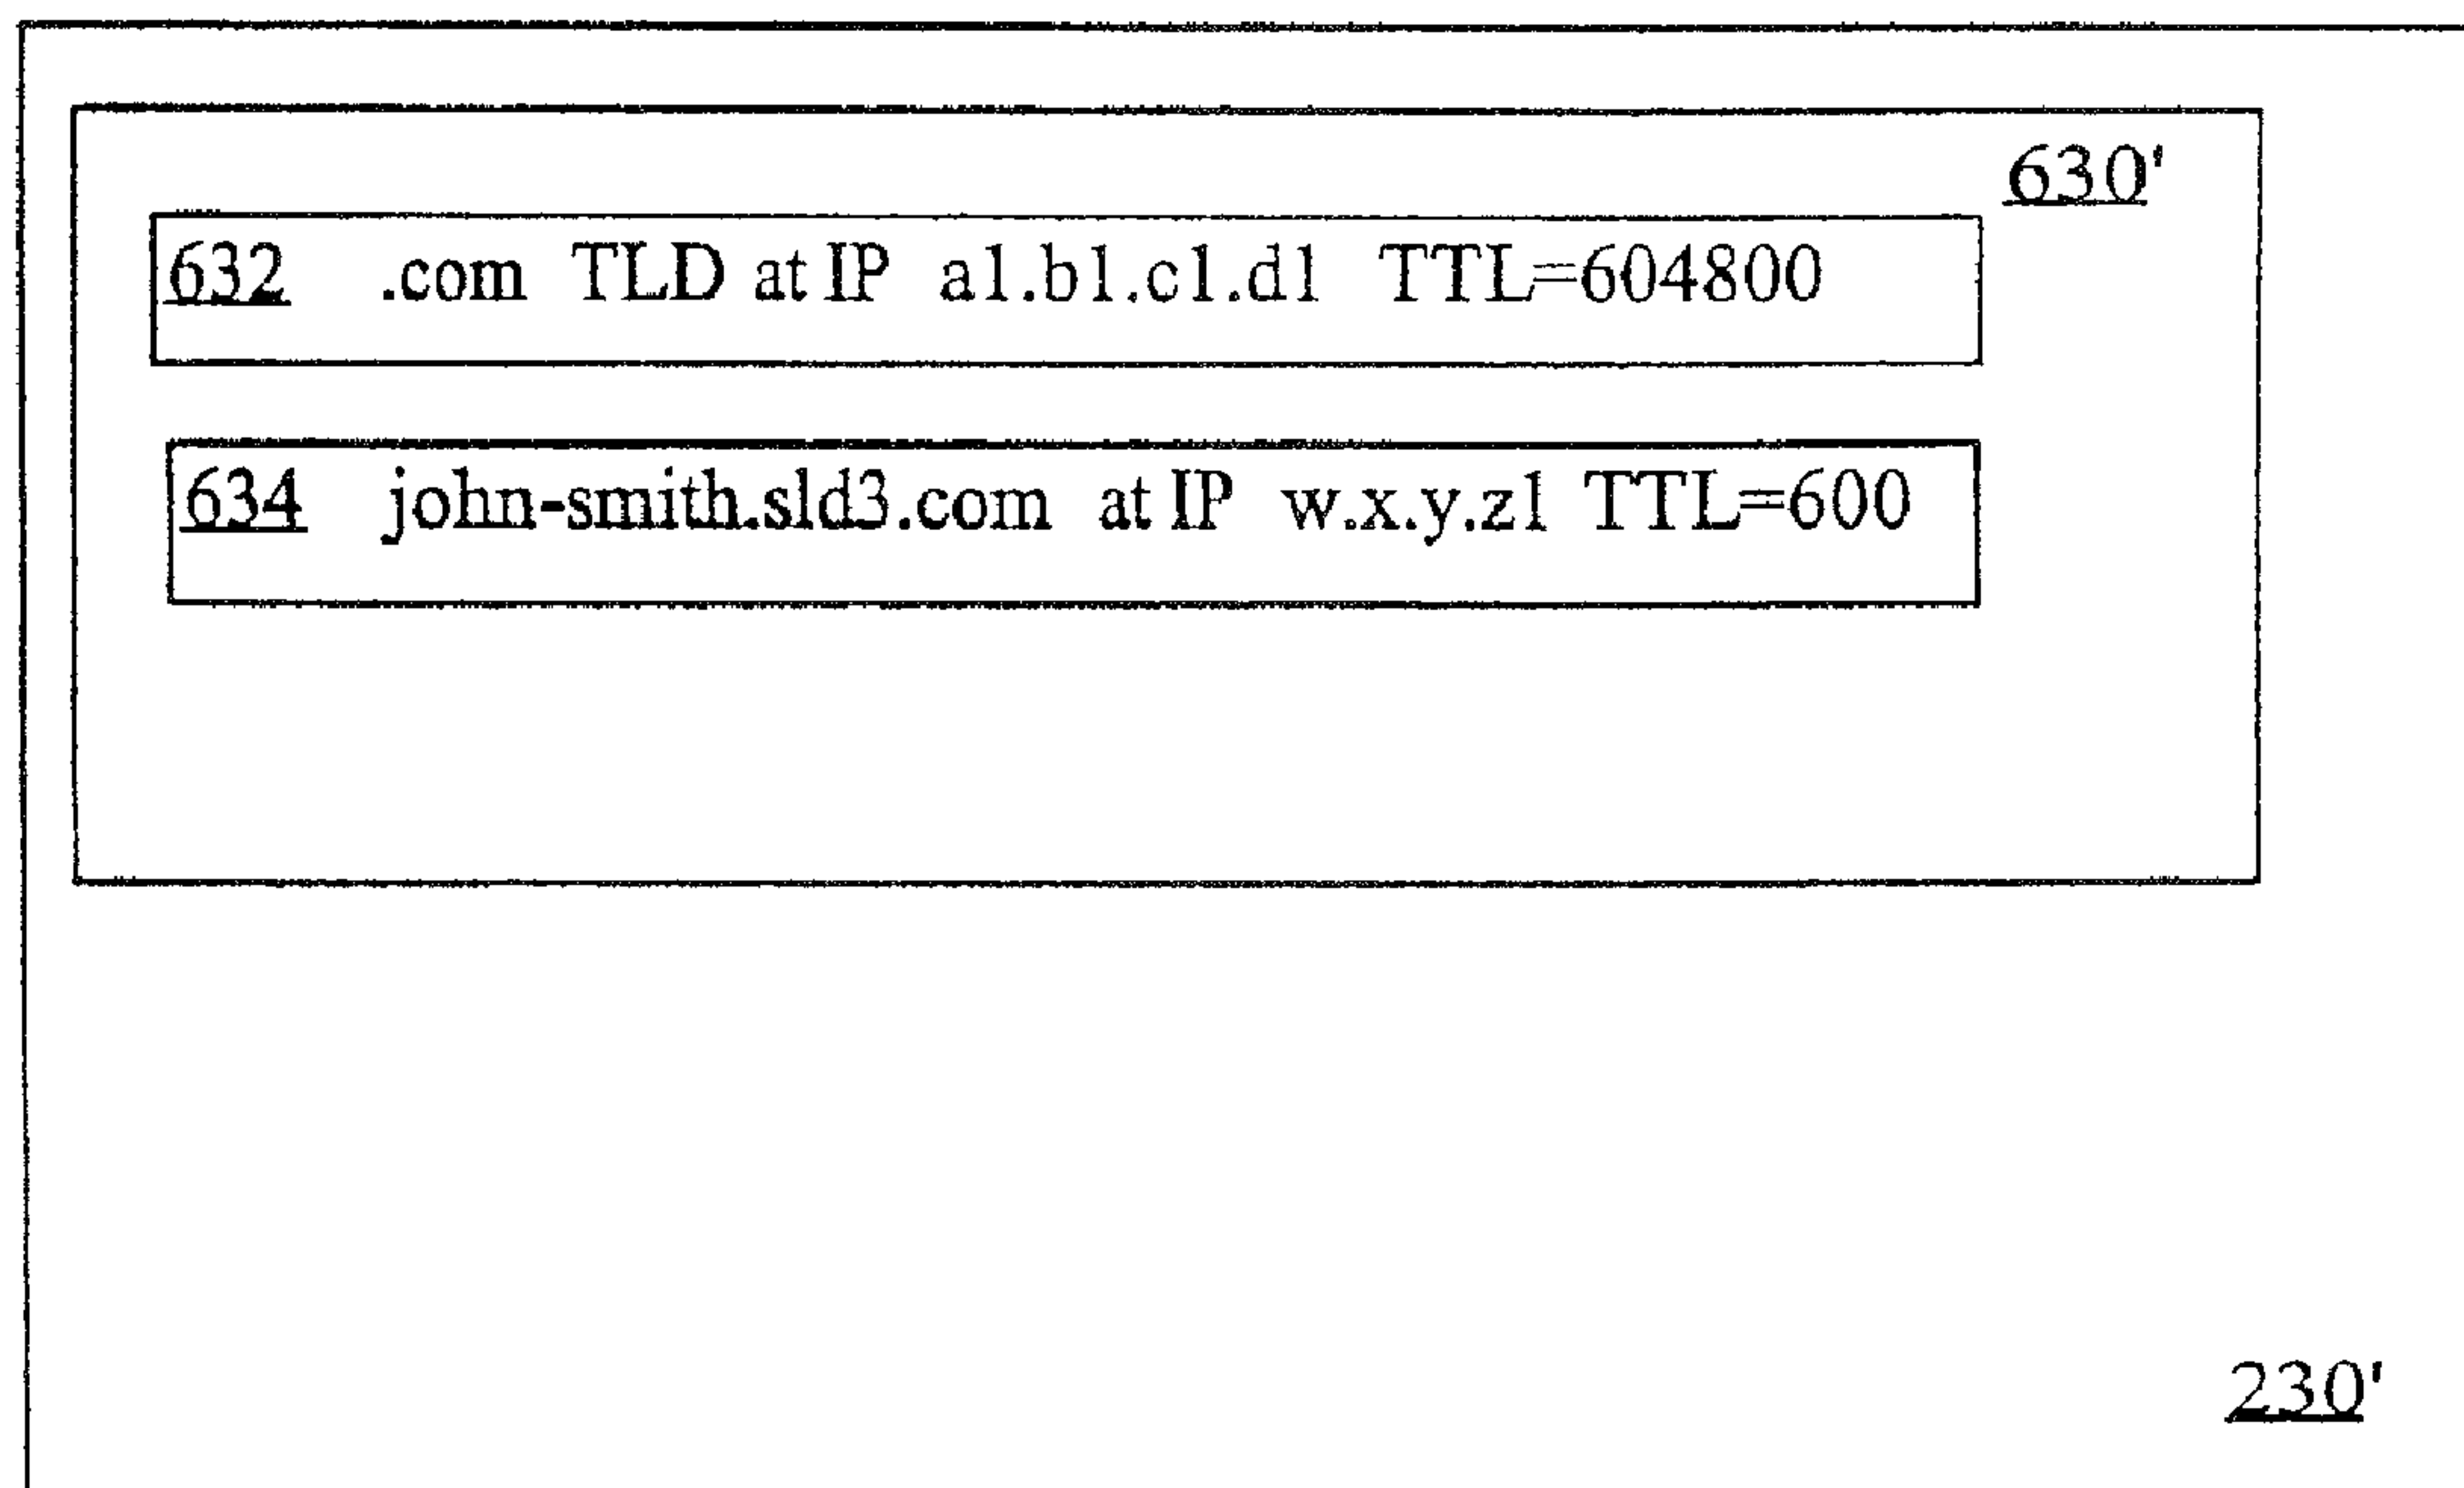 630'
632 .com TLD at IP a1.b1.c1.d1 TTL=604800
634 john-smith.sld3.com at IP w.x.y.z1 TTL=600
230'